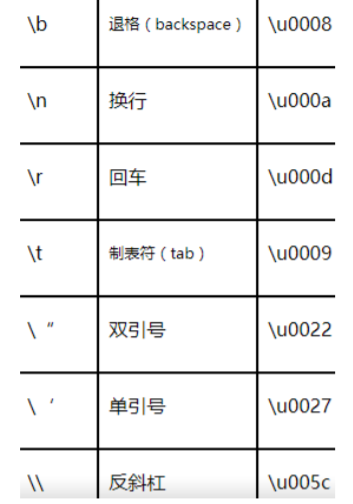 \b 退格（backspace） \u0008
\n 换行 \u000a
\r 回车 \u000d
\t 制表符（tab） \u0009
\ ” 双引号 \u0022
\ ’ 单引号 \u0027
\\ 反斜杠 \u005c